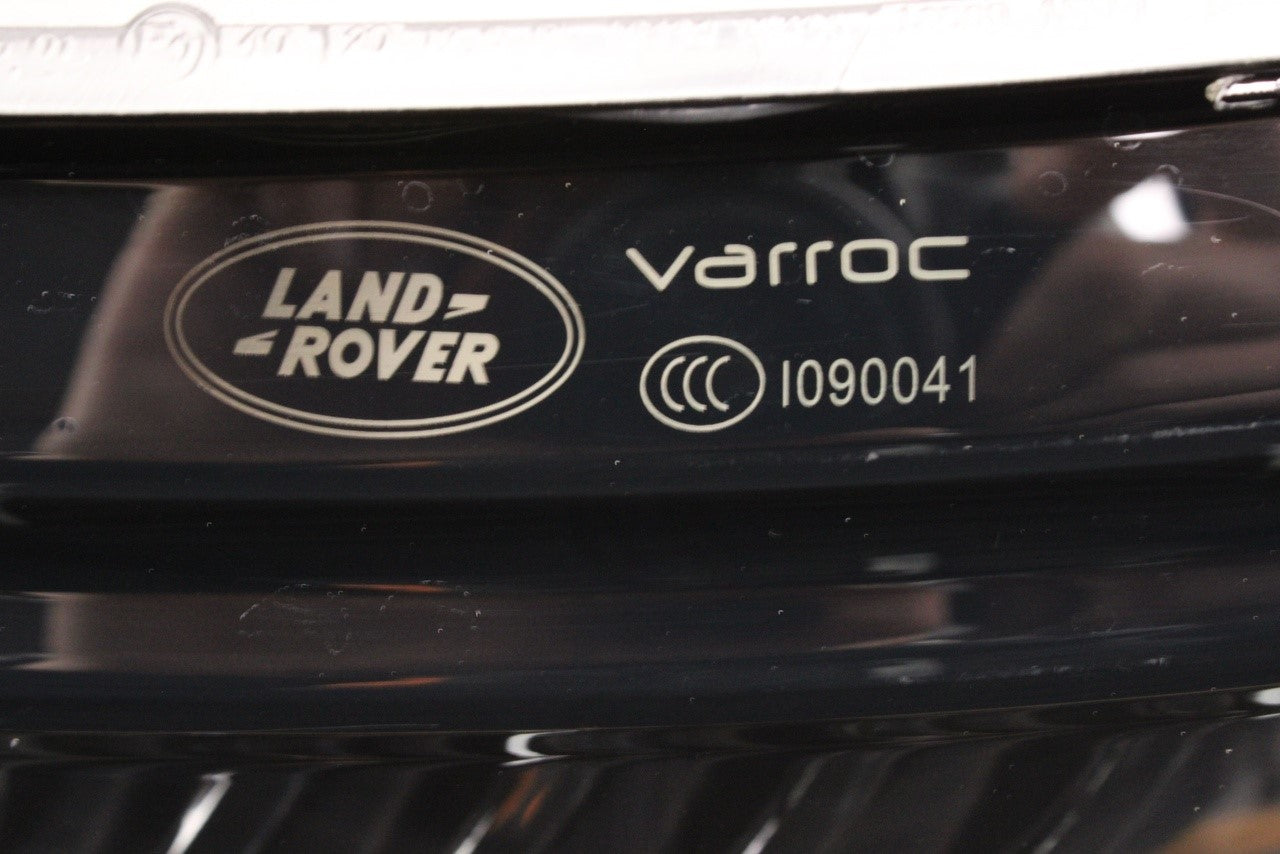 LAND
ROVER
varroc
CCC I090041